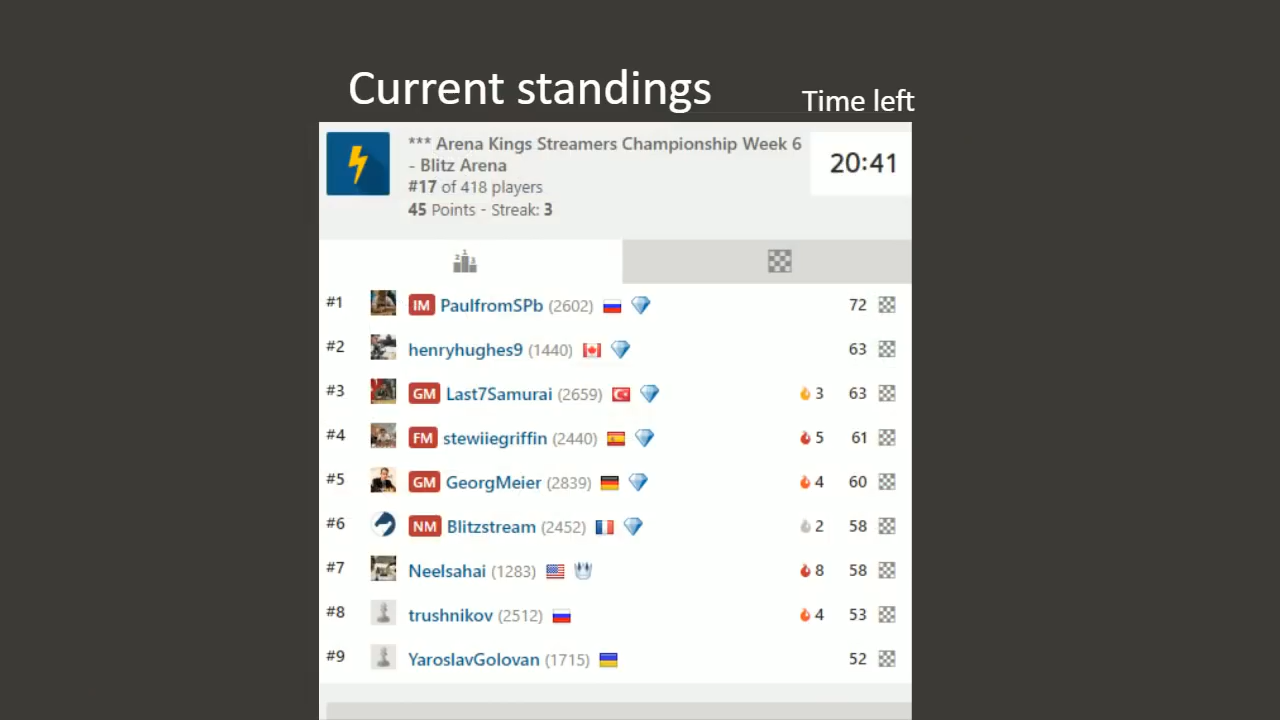 Current standings
Time left
*** Arena Kings Streamers Championship Week 6
- Blitz Arena
20:41
#17 of 418 players
45 Points - Streak: 3
2 1 3
#1 IM PaulfromSPb (2602) 72
#2 henryhughes9 (1440) 63
#3 GM Last7Samurai (2659) 3 63
#4 FM stewiiegriffin (2440) 5 61
#5 GM GeorgMeier (2839) 4 60
#6 NM Blitzstream (2452) 2 58
#7 Neelsahai (1283) 8 58
#8 trushnikov (2512) 4 53
#9 YaroslavGolovan (1715) 52